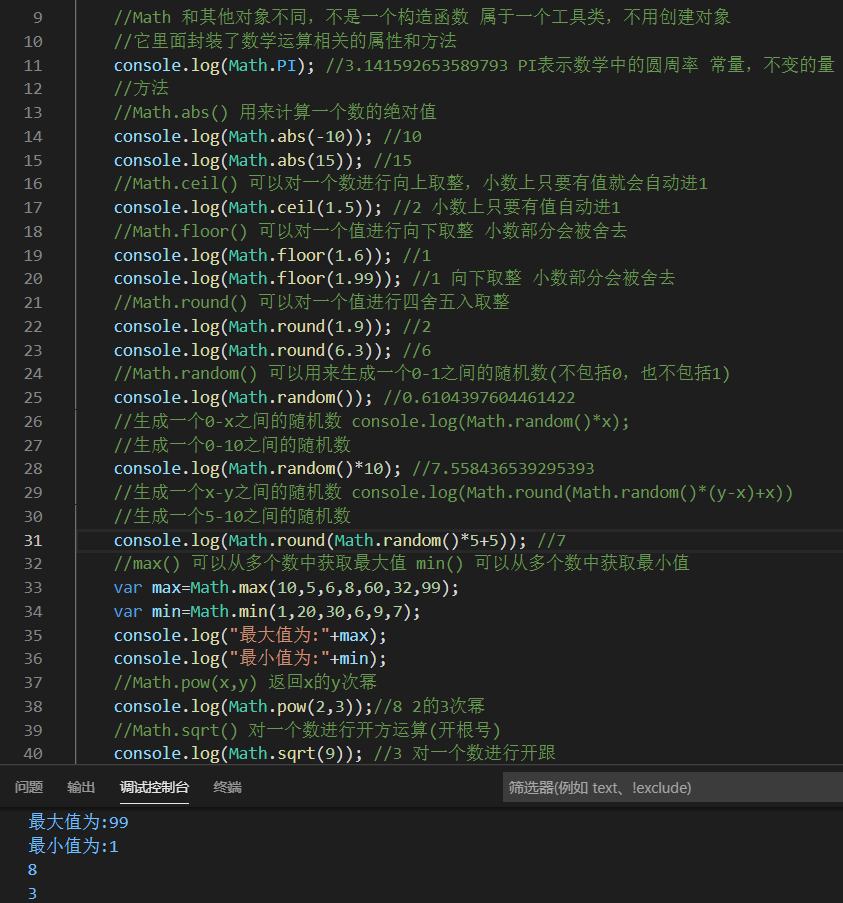 9 //Math 和其他对象不同，不是一个构造函数 属于一个工具类，不用创建对象
10 //它里面封装了数学运算相关的属性和方法
11 console.log(Math.PI); //3.141592653589793 PI表示数学中的圆周率 常量，不变的量
12 //方法
13 //Math.abs() 用来计算一个数的绝对值
14 console.log(Math.abs(-10)); //10
15 console.log(Math.abs(15)); //15
16 //Math.ceil() 可以对一个数进行向上取整，小数上只要有值就会自动进1
17 console.log(Math.ceil(1.5)); //2 小数上只要有值自动进1
18 //Math.floor() 可以对一个值进行向下取整 小数部分会被舍去
19 console.log(Math.floor(1.6)); //1
20 console.log(Math.floor(1.99)); //1 向下取整 小数部分会被舍去
21 //Math.round() 可以对一个值进行四舍五入取整
22 console.log(Math.round(1.9)); //2
23 console.log(Math.round(6.3)); //6
24 //Math.random() 可以用来生成一个0-1之间的随机数(不包括0，也不包括1)
25 console.log(Math.random()); //0.6104397604461422
26 //生成一个0-x之间的随机数 console.log(Math.random()*x);
27 //生成一个0-10之间的随机数
28 console.log(Math.random()*10); //7.558436539295393
29 //生成一个x-y之间的随机数 console.log(Math.round(Math.random()*(y-x)+x))
30 //生成一个5-10之间的随机数
31 console.log(Math.round(Math.random()*5+5)); //7
32 //max() 可以从多个数中获取最大值 min() 可以从多个数中获取最小值
33 var max=Math.max(10,5,6,8,60,32,99);
34 var min=Math.min(1,20,30,6,9,7);
35 console.log("最大值为:"+max);
36 console.log("最小值为:"+min);
37 //Math.pow(x,y) 返回x的y次幂
38 console.log(Math.pow(2,3));//8 2的3次幂
39 //Math.sqrt() 对一个数进行开方运算(开根号)
40 console.log(Math.sqrt(9)); //3 对一个数进行开跟
问题 输出 调试控制台 终端 筛选器(例如 text、!exclude)
最大值为:99
最小值为:1
8
3